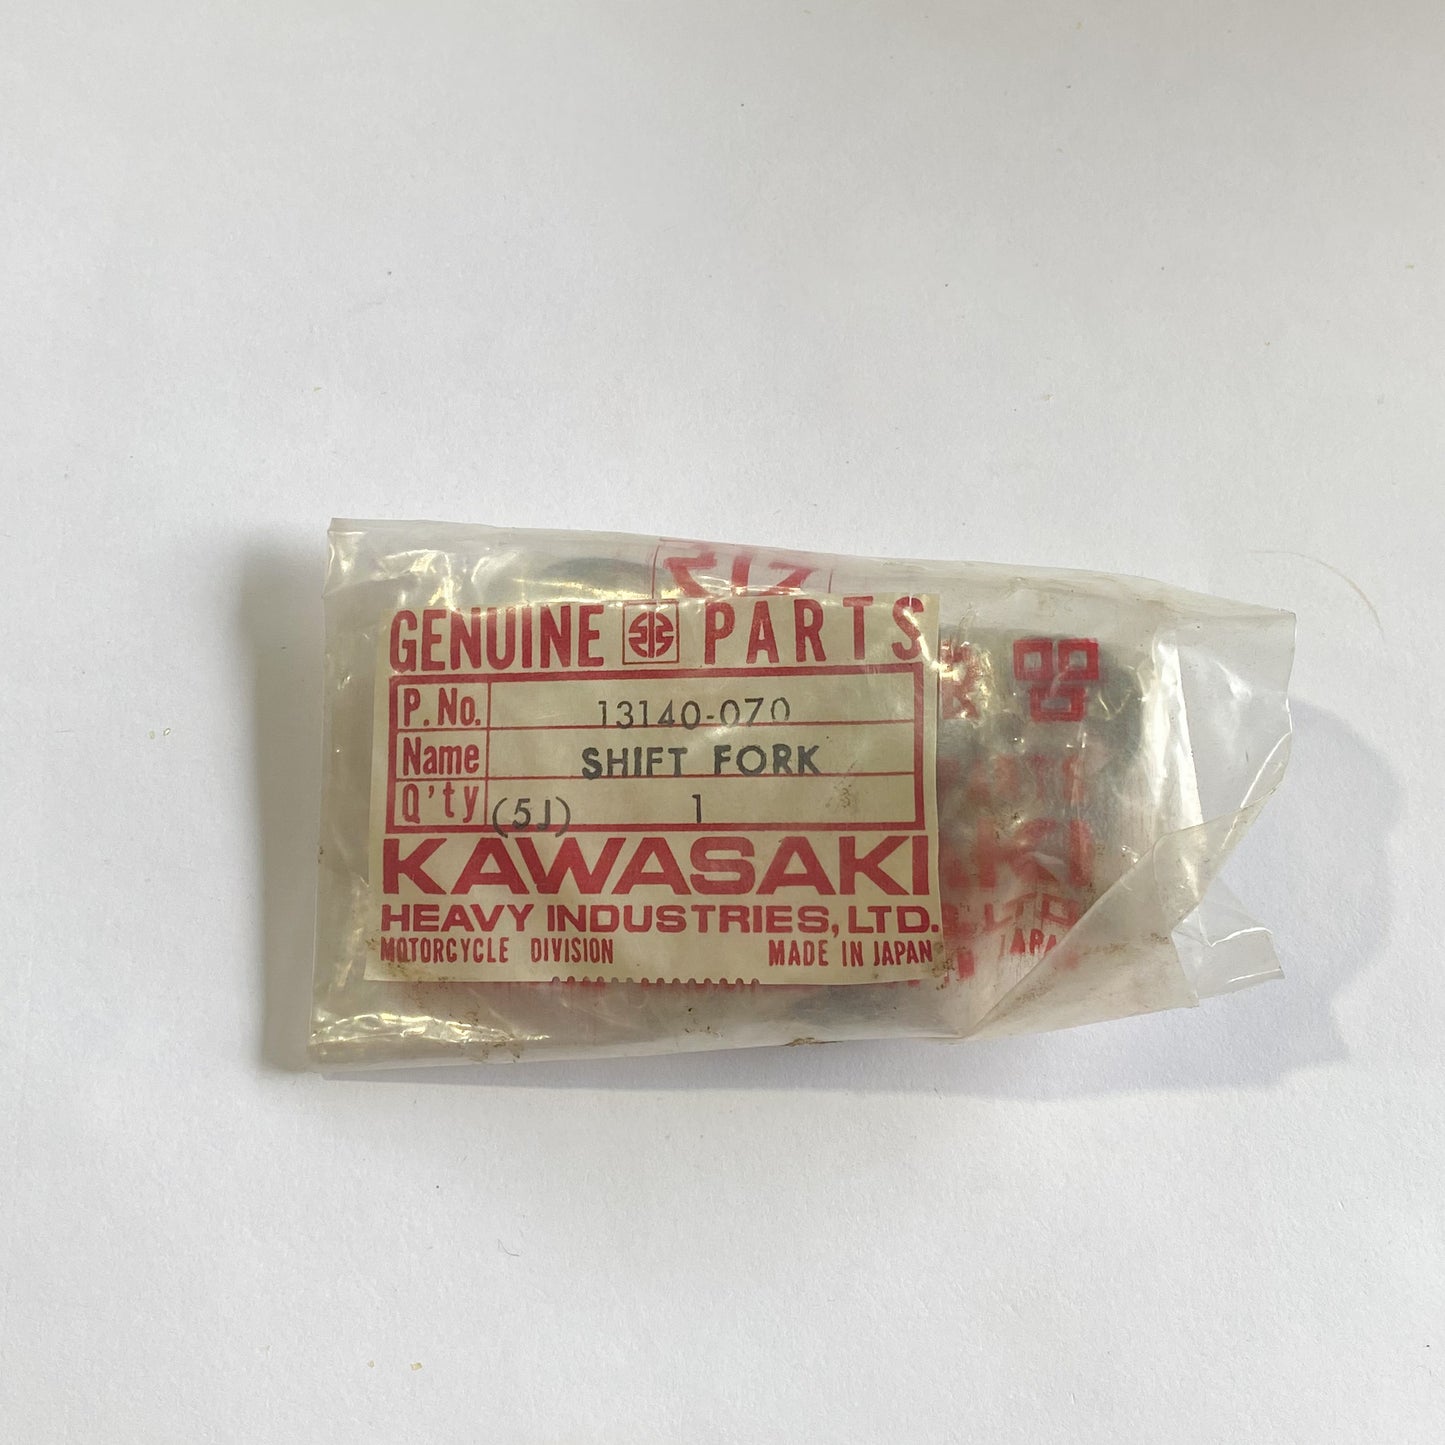 GENUINE PARTS
P. No. 13140-070
Name SHIFT FORK
Q'ty (5J) 1
KAWASAKI
HEAVY INDUSTRIES, LTD.
MOTORCYCLE DIVISION MADE IN JAPAN